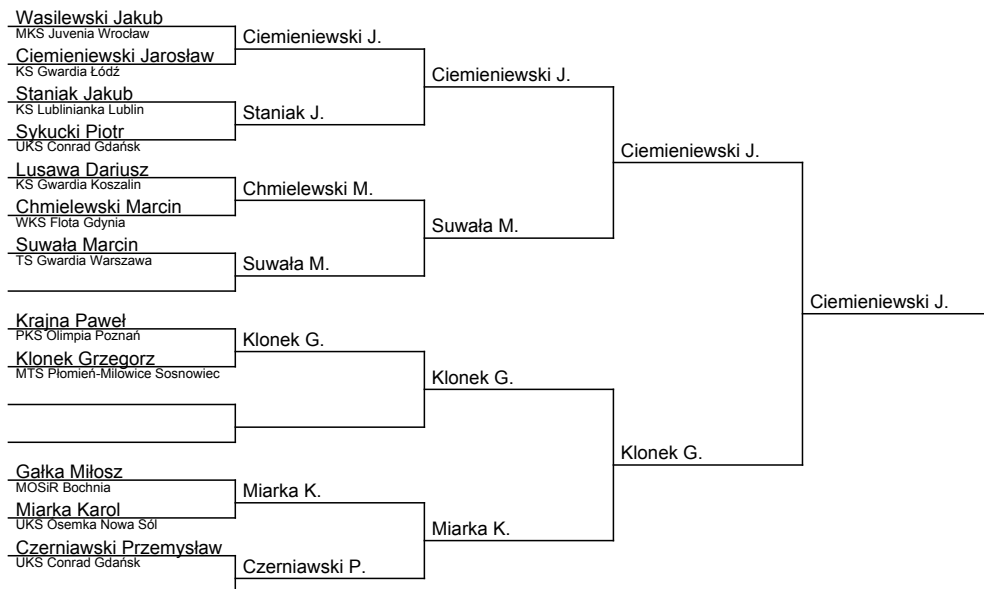 Wasilewski Jakub
MKS Juvenia Wrocław
Ciemieniewski J.
Ciemieniewski Jarosław
KS Gwardia Łódź
Ciemieniewski J.
Staniak Jakub
KS Lublinianka Lublin
Staniak J.
Sykucki Piotr
UKS Conrad Gdańsk
Ciemieniewski J.
Lusawa Dariusz
KS Gwardia Koszalin
Chmielewski M.
Chmielewski Marcin
WKS Flota Gdynia
Suwała M.
Suwała Marcin
TS Gwardia Warszawa
Suwała M.
Ciemieniewski J.
Krajna Paweł
PKS Olimpia Poznań
Klonek G.
Klonek Grzegorz
MTS Płomień-Milowice Sosnowiec
Klonek G.
Klonek G.
Gałka Miłosz
MOSiR Bochnia
Miarka K.
Miarka Karol
UKS Osemka Nowa Sól
Miarka K.
Czerniawski Przemysław
UKS Conrad Gdańsk
Czerniawski P.